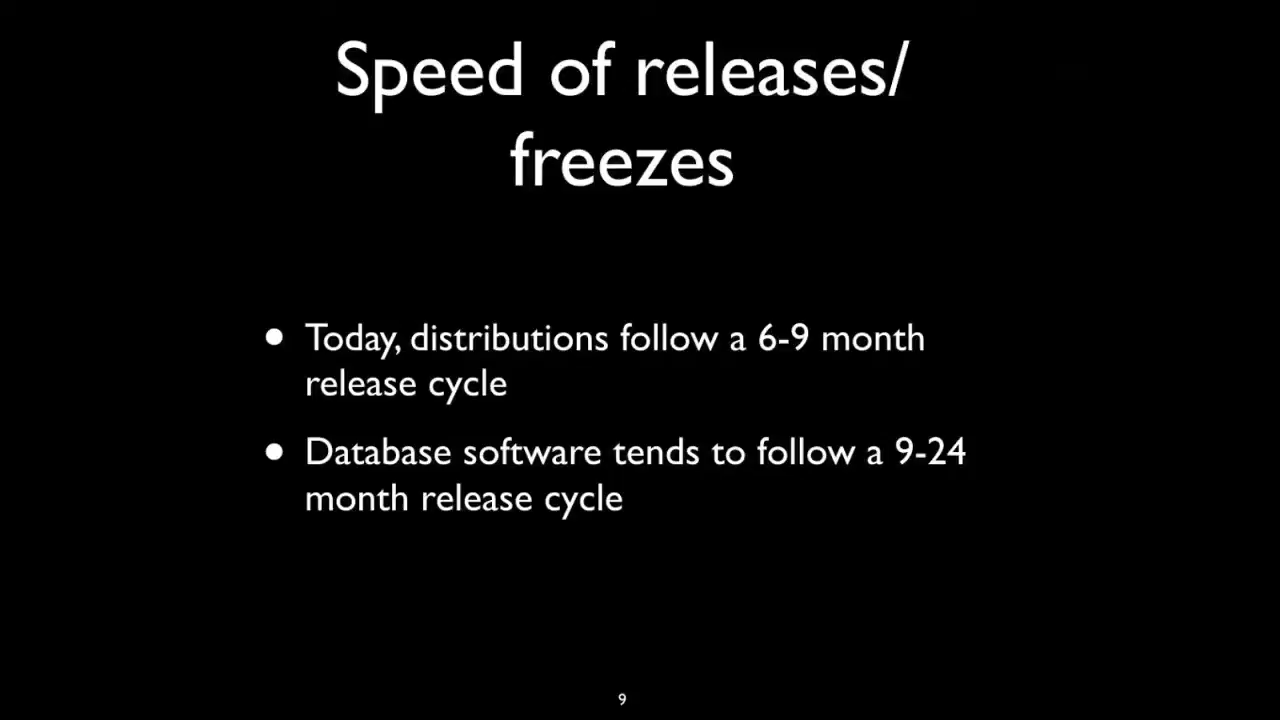 Speed of releases/
freezes
• Today, distributions follow a 6-9 month
release cycle
• Database software tends to follow a 9-24
month release cycle
9